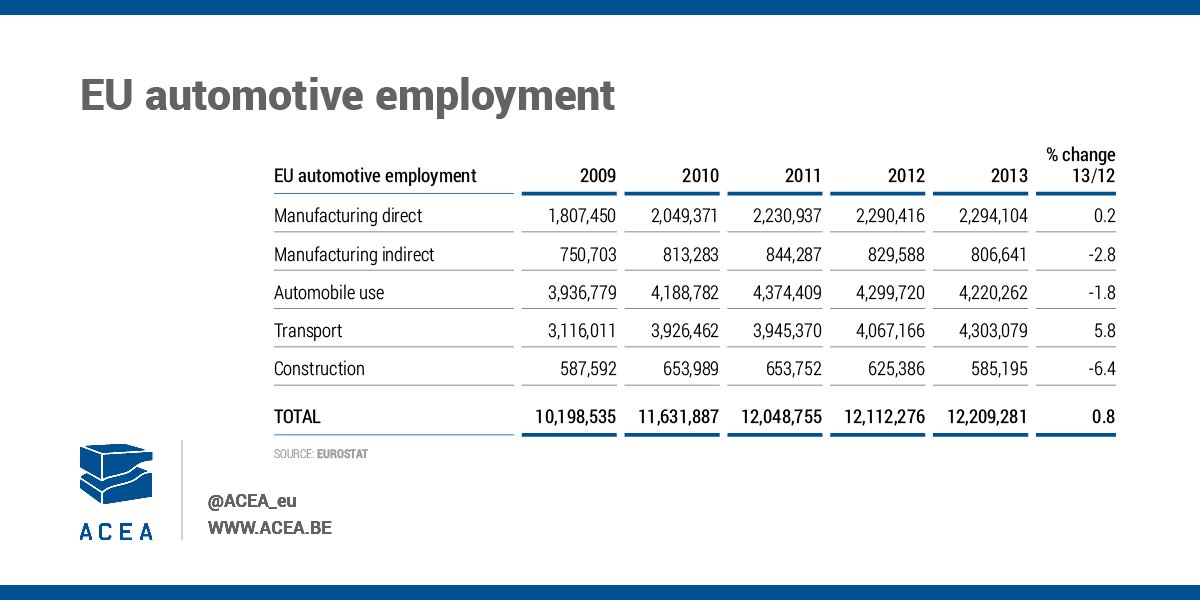 EU automotive employment
% change
EU automotive employment 2009 2010 2011 2012 2013 13/12
Manufacturing direct 1,807,450 2,049,371 2,230,937 2,290,416 2,294,104 0.2
Manufacturing indirect 750,703 813,283 844,287 829,588 806,641 -2.8
Automobile use 3,936,779 4,188,782 4,374,409 4,299,720 4,220,262 -1.8
Transport 3,116,011 3,926,462 3,945,370 4,067,166 4,303,079 5.8
Construction 587,592 653,989 653,752 625,386 585,195 -6.4
TOTAL 10,198,535 11,631,887 12,048,755 12,112,276 12,209,281 0.8
SOURCE: EUROSTAT
@ACEA_eu
WWW.ACEA.BE
ACEA